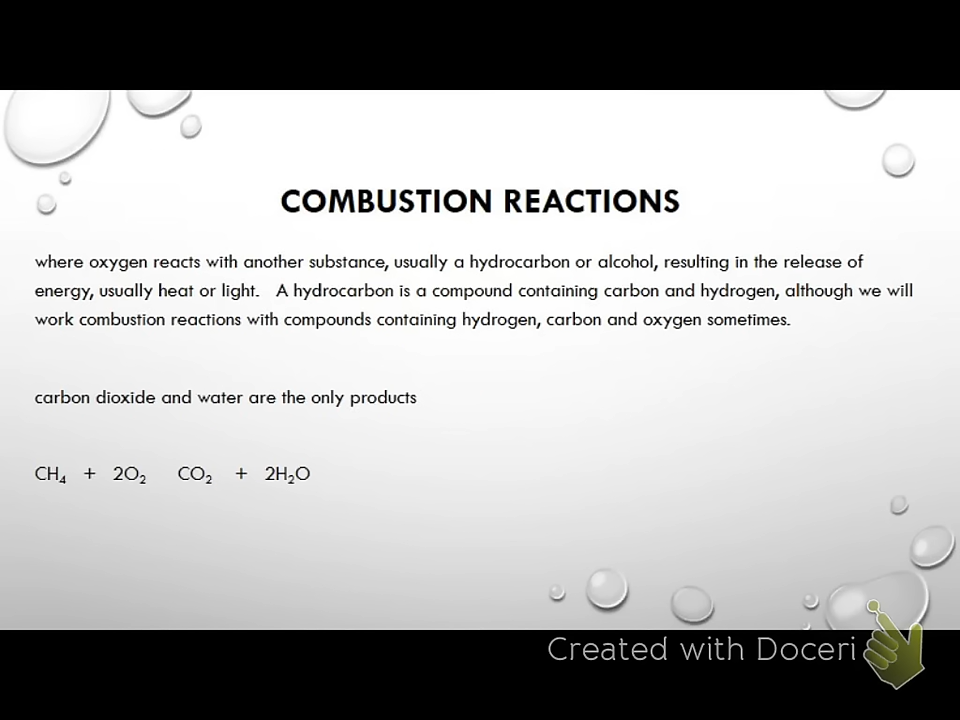 COMBUSTION REACTIONS
where oxygen reacts with another substance, usually a hydrocarbon or alcohol, resulting in the release of
energy, usually heat or light. A hydrocarbon is a compound containing carbon and hydrogen, although we will
work combustion reactions with compounds containing hydrogen, carbon and oxygen sometimes.
carbon dioxide and water are the only products
CH₄ + 2O₂ CO₂ + 2H₂O
Created with Doceri